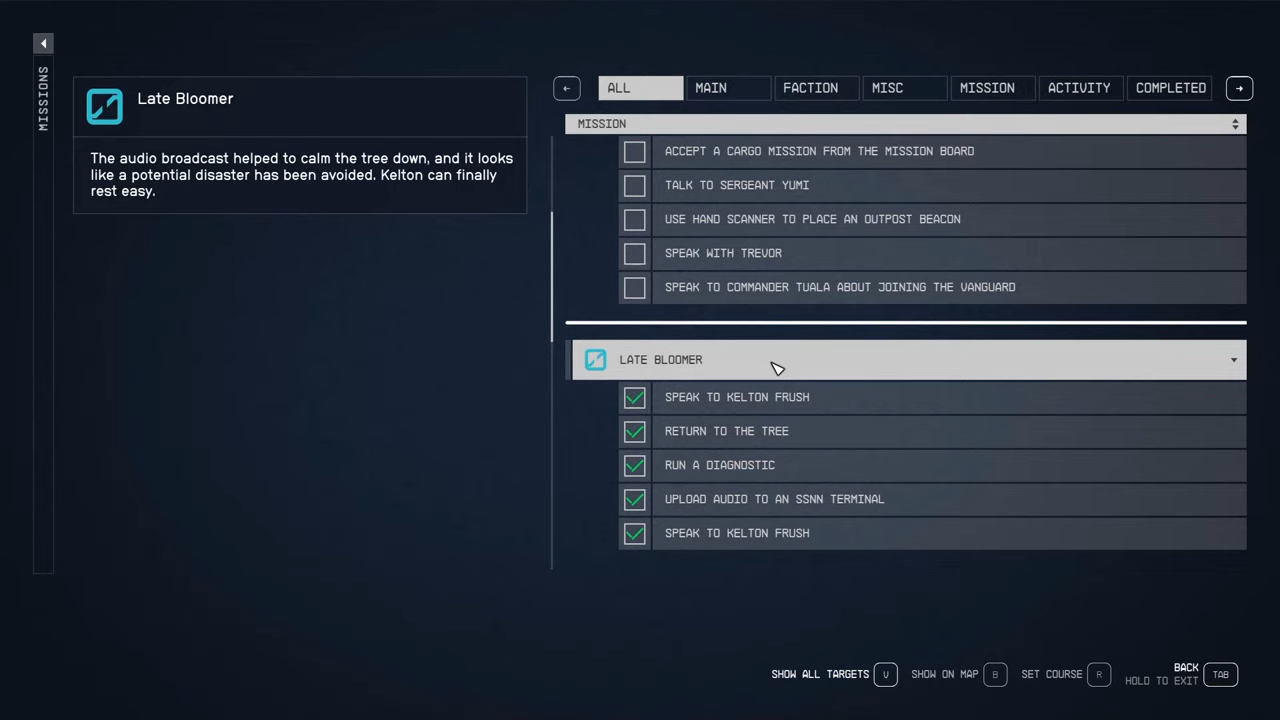 MISSIONS
Late Bloomer
The audio broadcast helped to calm the tree down, and it looks
like a potential disaster has been avoided. Kelton can finally
rest easy.
ALL MAIN FACTION MISC MISSION ACTIVITY COMPLETED
MISSION
ACCEPT A CARGO MISSION FROM THE MISSION BOARD
TALK TO SERGEANT YUMI
USE HAND SCANNER TO PLACE AN OUTPOST BEACON
SPEAK WITH TREVOR
SPEAK TO COMMANDER TUALA ABOUT JOINING THE VANGUARD
LATE BLOOMER
SPEAK TO KELTON FRUSH
RETURN TO THE TREE
RUN A DIAGNOSTIC
UPLOAD AUDIO TO AN SSNN TERMINAL
SPEAK TO KELTON FRUSH
SHOW ALL TARGETS V SHOW ON MAP B SET COURSE R BACK TAB
HOLD TO EXIT